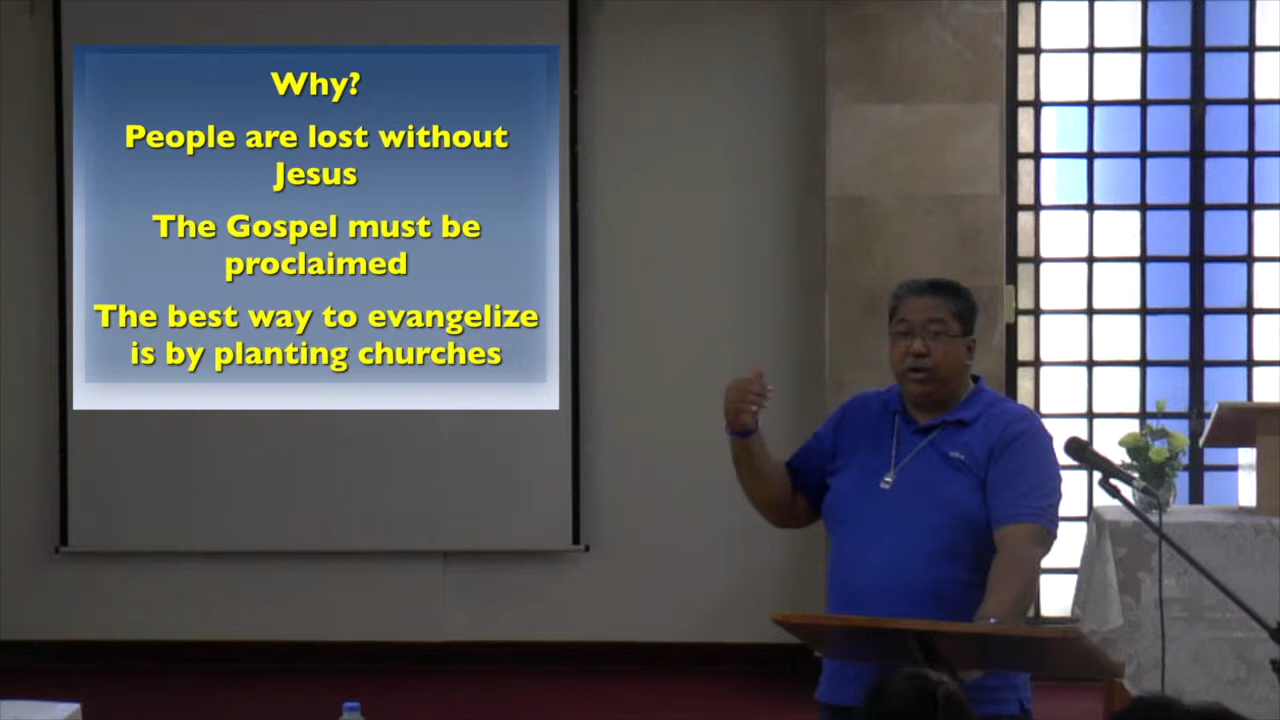 Why?
People are lost without
Jesus
The Gospel must be
proclaimed
The best way to evangelize
is by planting churches